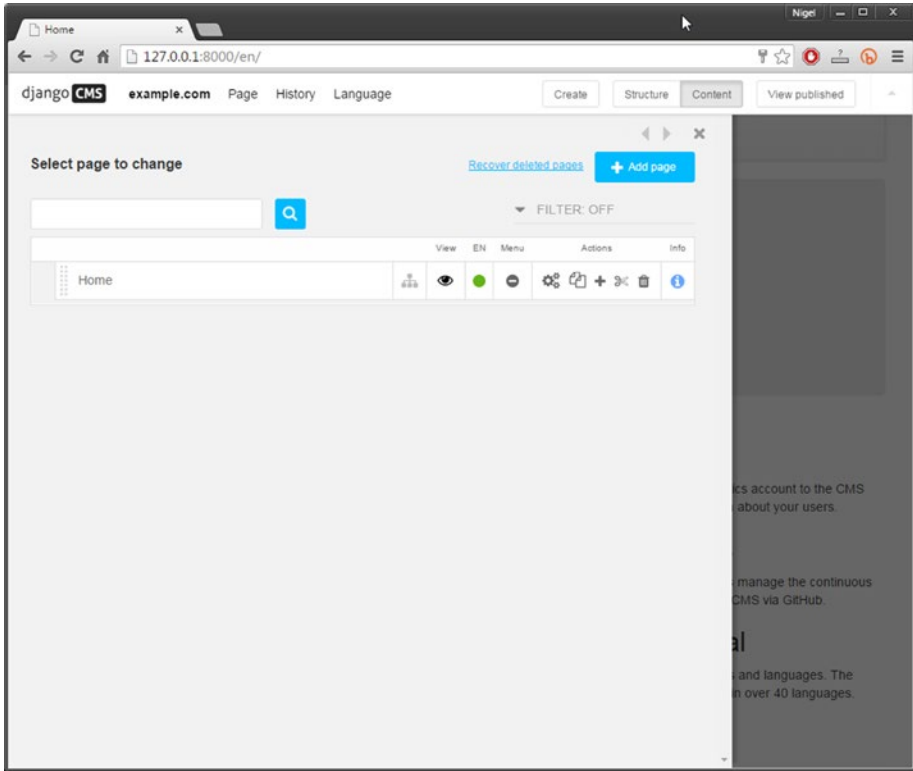 Nigel
Home
127.0.0.1:8000/en/
django CMS example.com Page History Language Create Structure Content View published
Select page to change Recover deleted pages Add page
FILTER: OFF
View EN Menu Actions Info
Home
ics account to the CMS
about your users.
manage the continuous
CMS via GitHub.
al
and languages. The
in over 40 languages.